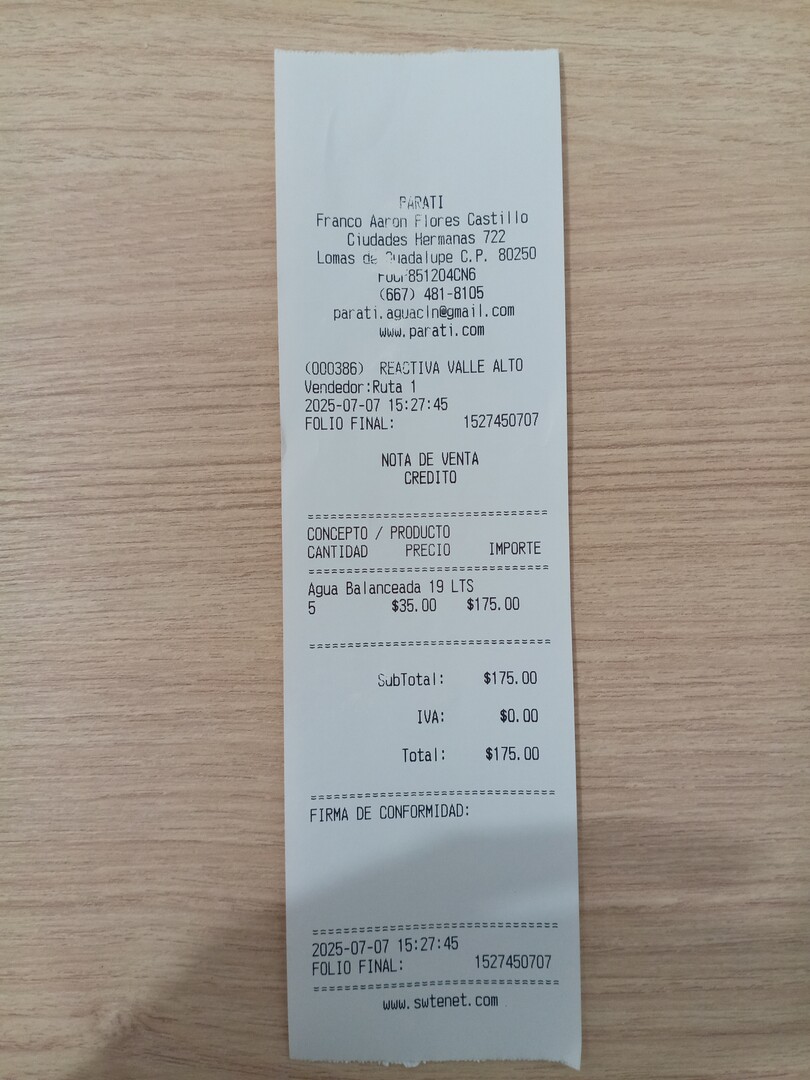 PARATI
Franco Aaron Flores Castillo
Ciudades Hermanas 722
Lomas de Guadalupe C.P. 80250
(667) 481-8105
parati.aguacln@gmail.com
www.parati.com
(000386) REACTIVA VALLE ALTO
Vendedor:Ruta 1
2025-07-07 15:27:45
FOLIO FINAL: 1527450707
NOTA DE VENTA
CREDITO
===============================
CONCEPTO / PRODUCTO
CANTIDAD PRECIO IMPORTE
===============================
Agua Balanceada 19 LTS
5 $35.00 $175.00
===============================
SubTotal: $175.00
IVA: $0.00
Total: $175.00
===============================
FIRMA DE CONFORMIDAD:
===============================
2025-07-07 15:27:45
FOLIO FINAL: 1527450707
===============================
www.swtenet.com